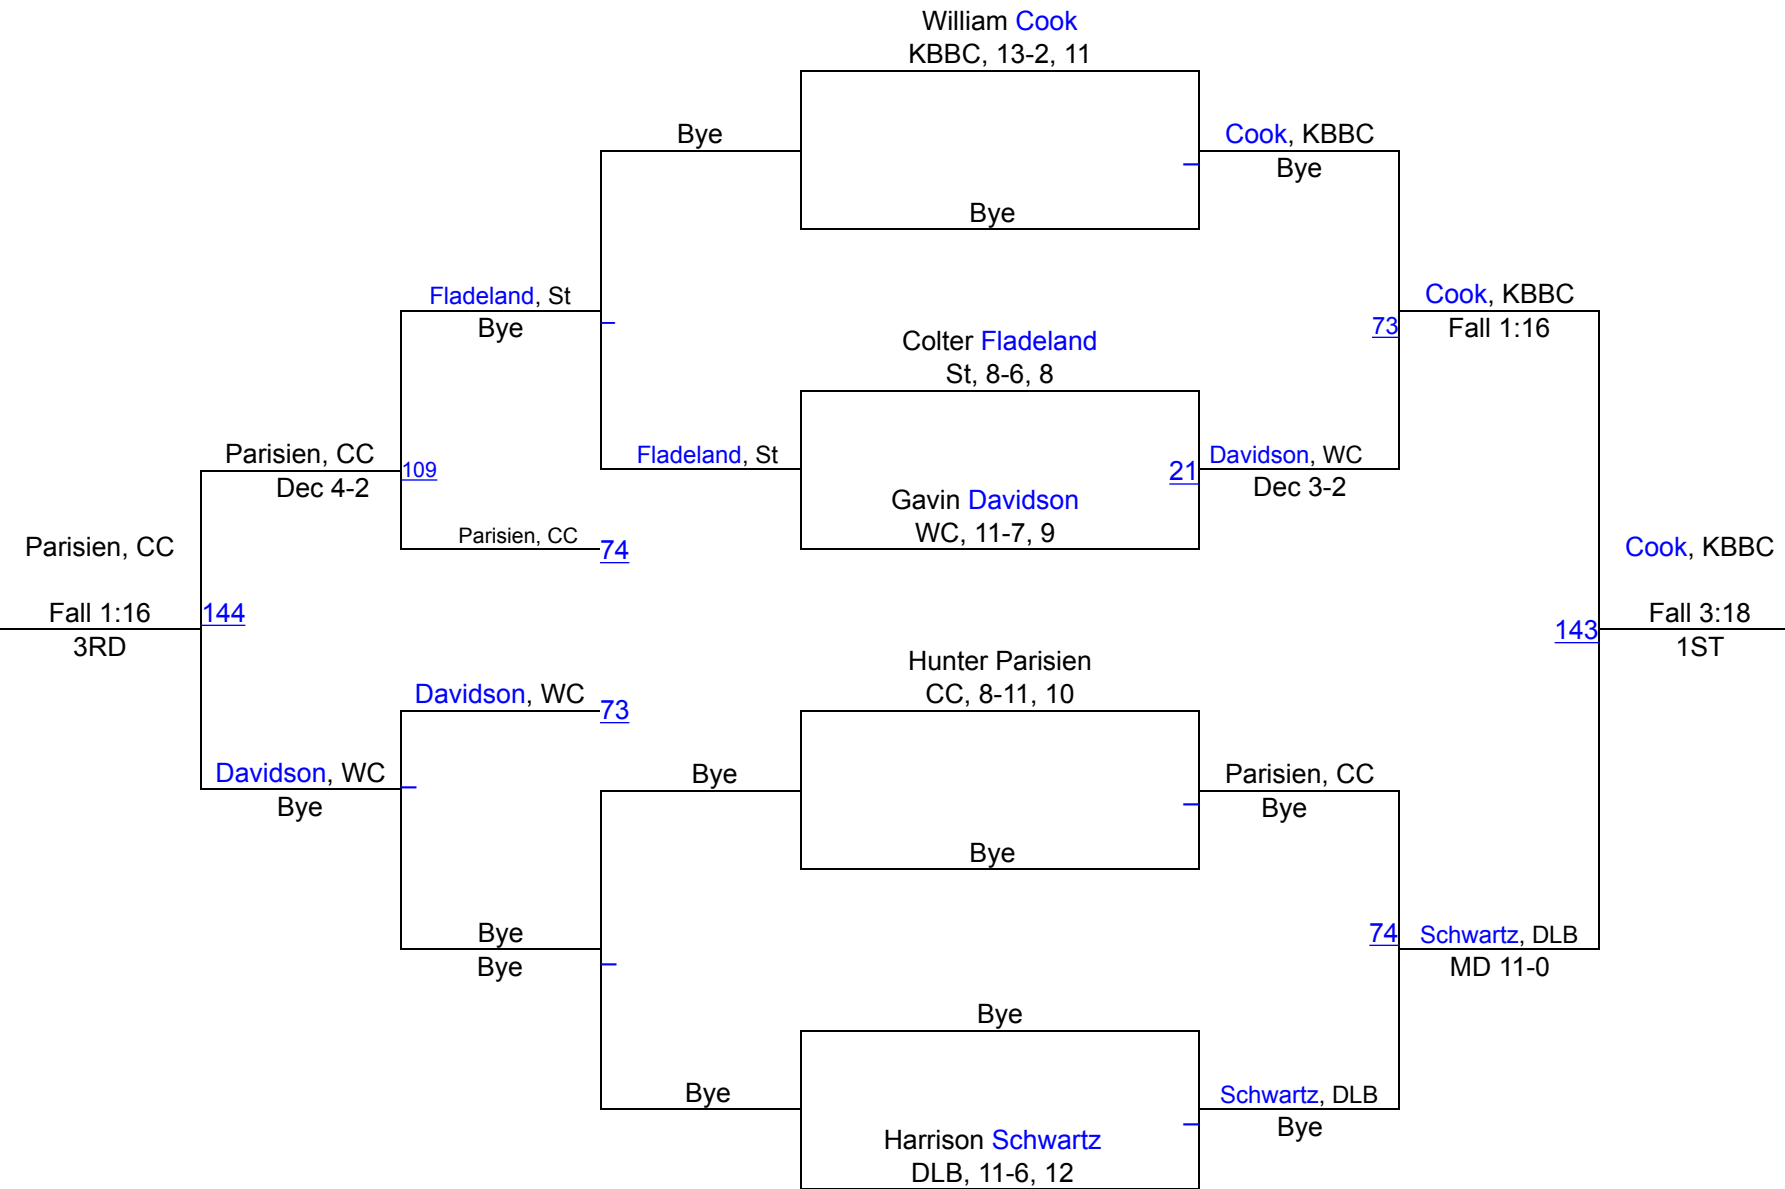 William Cook
KBBC, 13-2, 11
Bye
Cook, KBBC
Bye
Bye
Fladeland, St
Bye
Cook, KBBC
73
Fall 1:16
Colter Fladeland
St, 8-6, 8
Parisien, CC
109
Dec 4-2
Fladeland, St
21
Davidson, WC
Dec 3-2
Gavin Davidson
WC, 11-7, 9
Parisien, CC
74
Parisien, CC
Cook, KBBC
Fall 1:16
144
3RD
143
Fall 3:18
1ST
Hunter Parisien
CC, 8-11, 10
Davidson, WC
73
Davidson, WC
Bye
Bye
Parisien, CC
Bye
Bye
Bye
Bye
74
Schwartz, DLB
MD 11-0
Bye
Bye
Schwartz, DLB
Bye
Harrison Schwartz
DLB, 11-6, 12